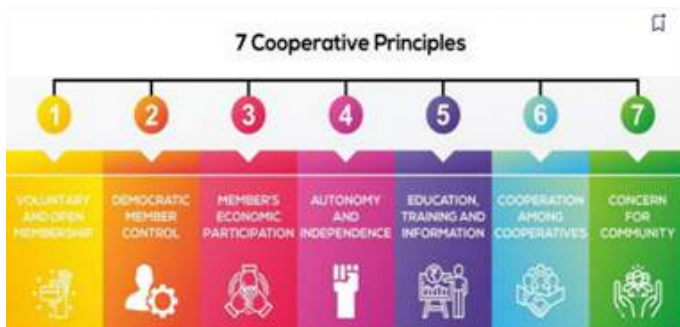 7 Cooperative Principles
1
2
3
4
5
6
7
VOLUNTARY
AND OPEN
MEMBERSHIP
DEMOCRATIC
MEMBER
CONTROL
MEMBER'S
ECONOMIC
PARTICIPATION
AUTONOMY
AND
INDEPENDENCE
EDUCATION,
TRAINING AND
INFORMATION
COOPERATION
AMONG
COOPERATIVES
CONCERN
FOR
COMMUNITY
₹